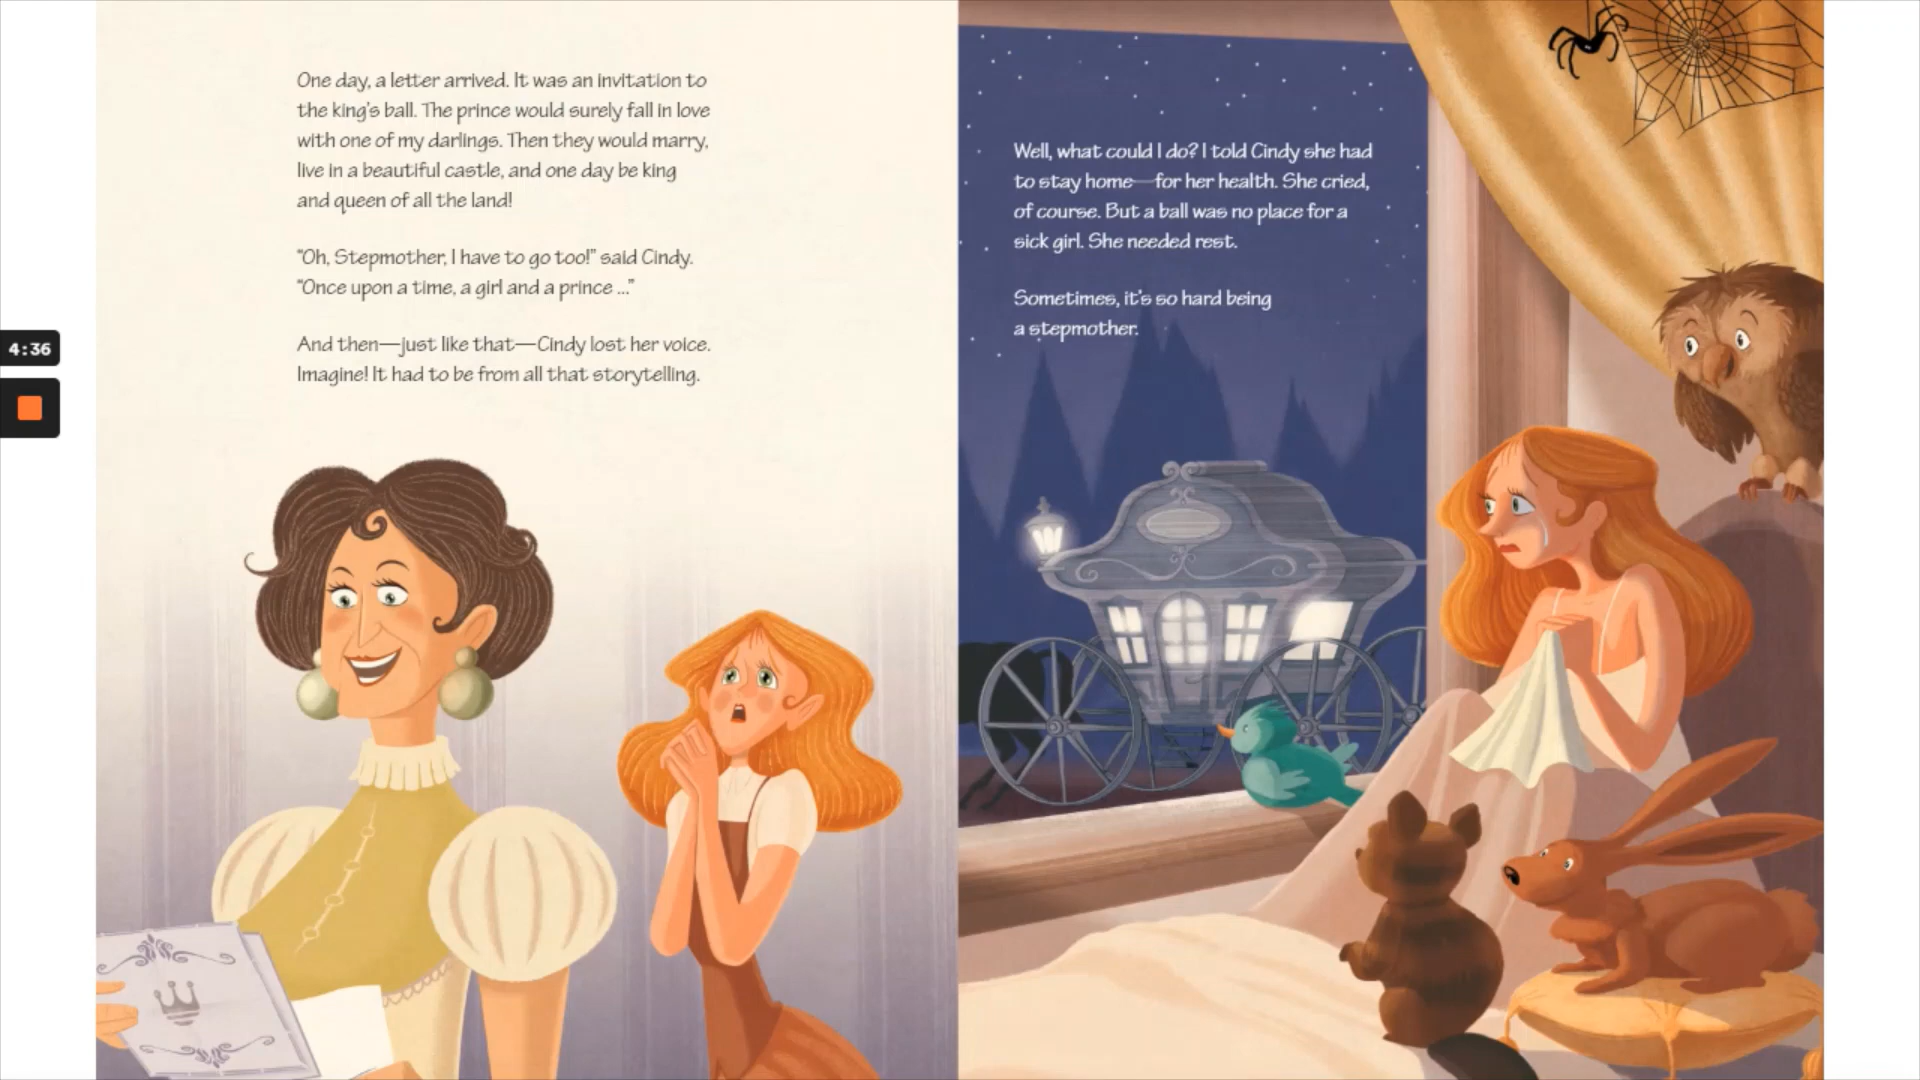 One day, a letter arrived. It was an invitation to
the king's ball. The prince would surely fall in love
with one of my darlings. Then they would marry,
live in a beautiful castle, and one day be king
and queen of all the land!
"Oh, Stepmother, I have to go too!" said Cindy.
"Once upon a time, a girl and a prince ..."
And then—just like that—Cindy lost her voice.
Imagine! It had to be from all that storytelling.
Well, what could I do? I told Cindy she had
to stay home—for her health. She cried,
of course. But a ball was no place for a
sick girl. She needed rest.
Sometimes, it's so hard being
a stepmother.
4:36